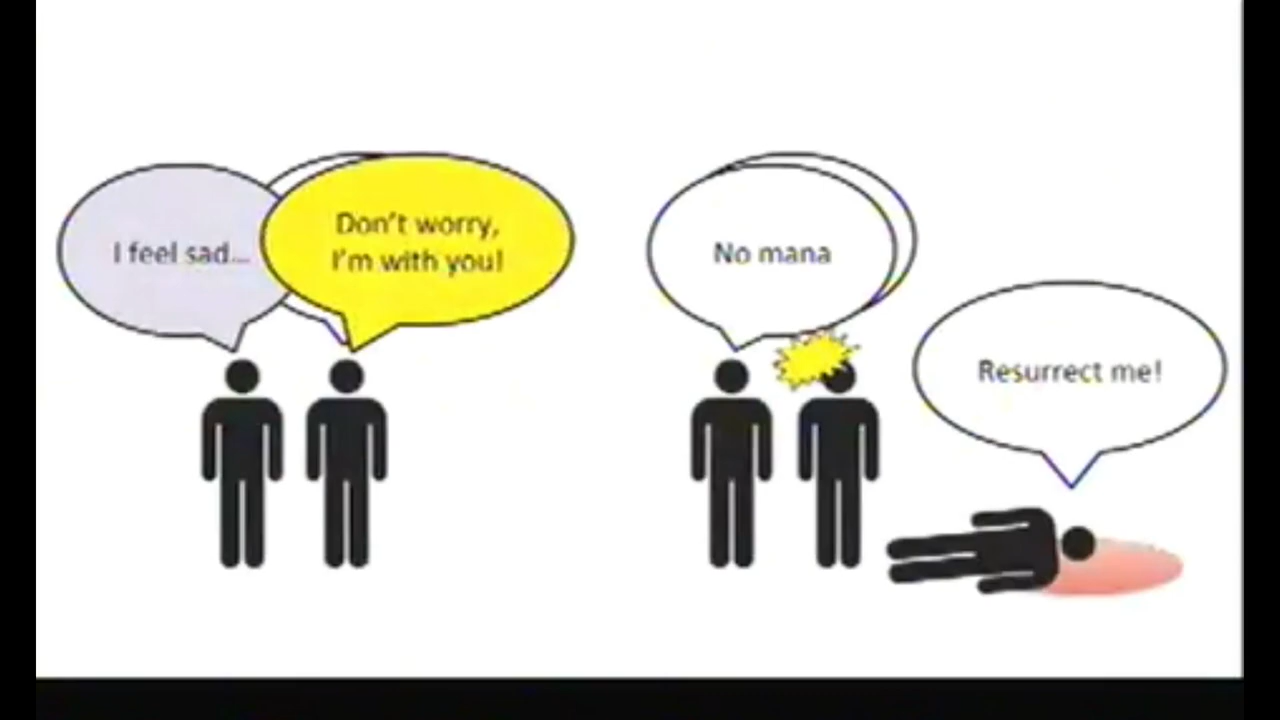 I feel sad...
Don't worry,
I'm with you!
No mana
Resurrect me!